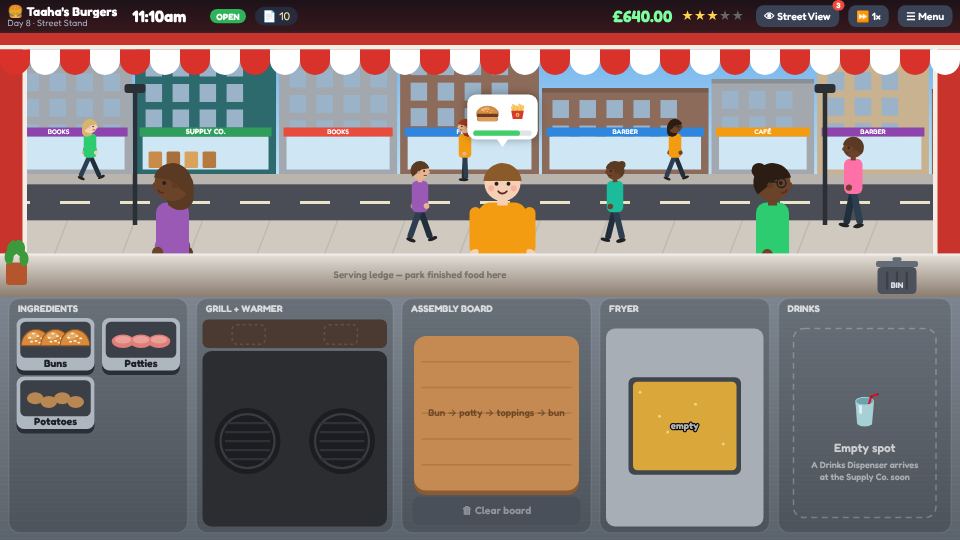 Taaha's Burgers
Day 8 · Street Stand
11:10am
OPEN
10
£640.00
Street View
3
1x
Menu
BOOKS
SUPPLY CO.
BOOKS
BARBER
CAFÉ
BARBER
Serving ledge — park finished food here
BIN
INGREDIENTS
Buns
Patties
Potatoes
GRILL + WARMER
ASSEMBLY BOARD
Bun → patty → toppings → bun
Clear board
FRYER
empty
DRINKS
Empty spot
A Drinks Dispenser arrives
at the Supply Co. soon